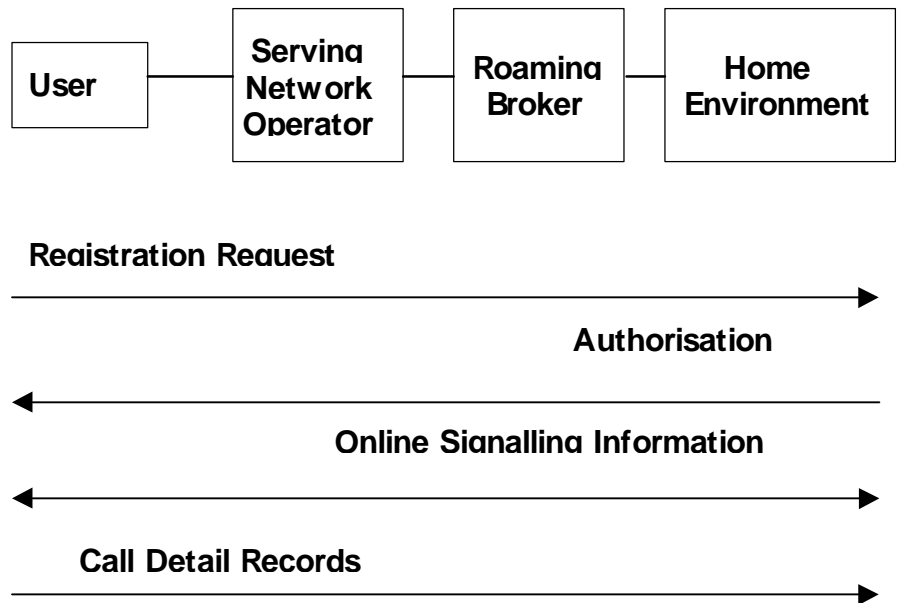 User
Serving
Network
Operator
Roaming
Broker
Home
Environment
Registration Request
Authorisation
Online Signalling Information
Call Detail Records